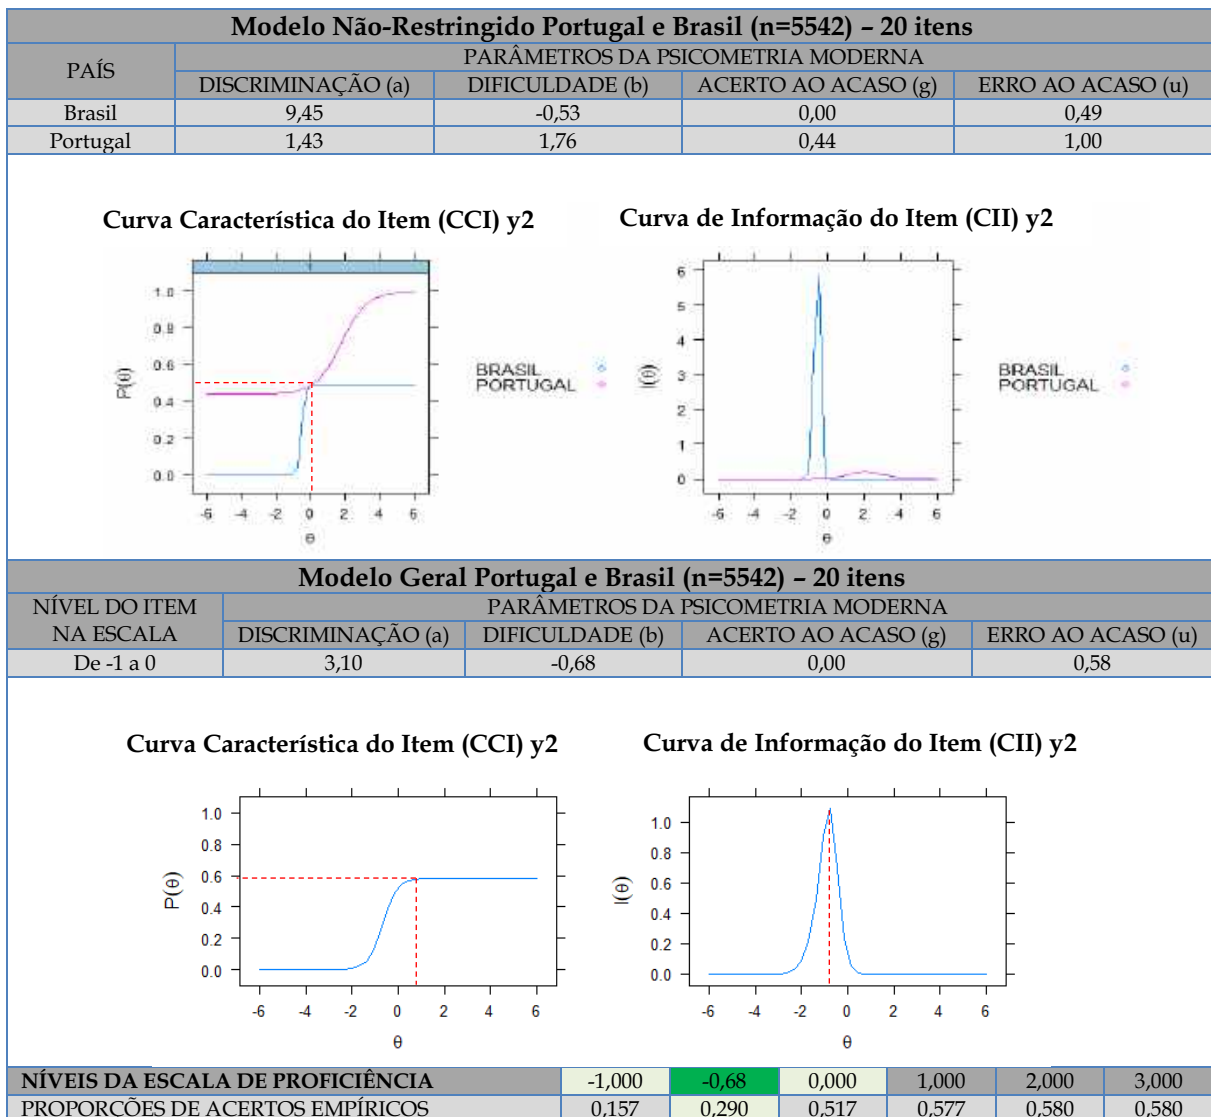 Modelo Não-Restringido Portugal e Brasil (n=5542) – 20 itens
PAÍS
PARÂMETROS DA PSICOMETRIA MODERNA
DISCRIMINAÇÃO (a) DIFICULDADE (b) ACERTO AO ACASO (g) ERRO AO ACASO (u)
Brasil 9,45 -0,53 0,00 0,49
Portugal 1,43 1,76 0,44 1,00
Curva Característica do Item (CCI) y2
1.0
0.8
0.6
0.4
0.2
0.0
P(θ)
-6 -4 -2 0 2 4 6
θ
BRASIL
PORTUGAL
Curva de Informação do Item (CII) y2
6
5
4
3
2
1
0
I(θ)
-6 -4 -2 0 2 4 6
θ
BRASIL
PORTUGAL
Modelo Geral Portugal e Brasil (n=5542) – 20 itens
NÍVEL DO ITEM
NA ESCALA
PARÂMETROS DA PSICOMETRIA MODERNA
DISCRIMINAÇÃO (a) DIFICULDADE (b) ACERTO AO ACASO (g) ERRO AO ACASO (u)
De -1 a 0 3,10 -0,68 0,00 0,58
Curva Característica do Item (CCI) y2
1.0
0.8
0.6
0.4
0.2
0.0
P(θ)
-6 -4 -2 0 2 4 6
θ
Curva de Informação do Item (CII) y2
1.0
0.8
0.6
0.4
0.2
0.0
I(θ)
-6 -4 -2 0 2 4 6
θ
NÍVEIS DA ESCALA DE PROFICIÊNCIA -1,000 -0,68 0,000 1,000 2,000 3,000
PROPORÇÕES DE ACERTOS EMPÍRICOS 0,157 0,290 0,517 0,577 0,580 0,580